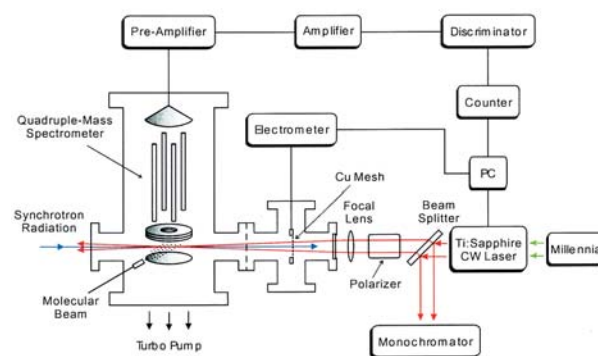 Pre-Amplifier
Amplifier
Discriminator
Quadruple-Mass
Spectrometer
Counter
Electrometer
Cu Mesh
PC
Focal
Lens
Beam
Splitter
Synchrotron
Radiation
Ti:Sapphire
CW Laser
Millennia
Polarizer
Molecular
Beam
Turbo Pump
Monochromator